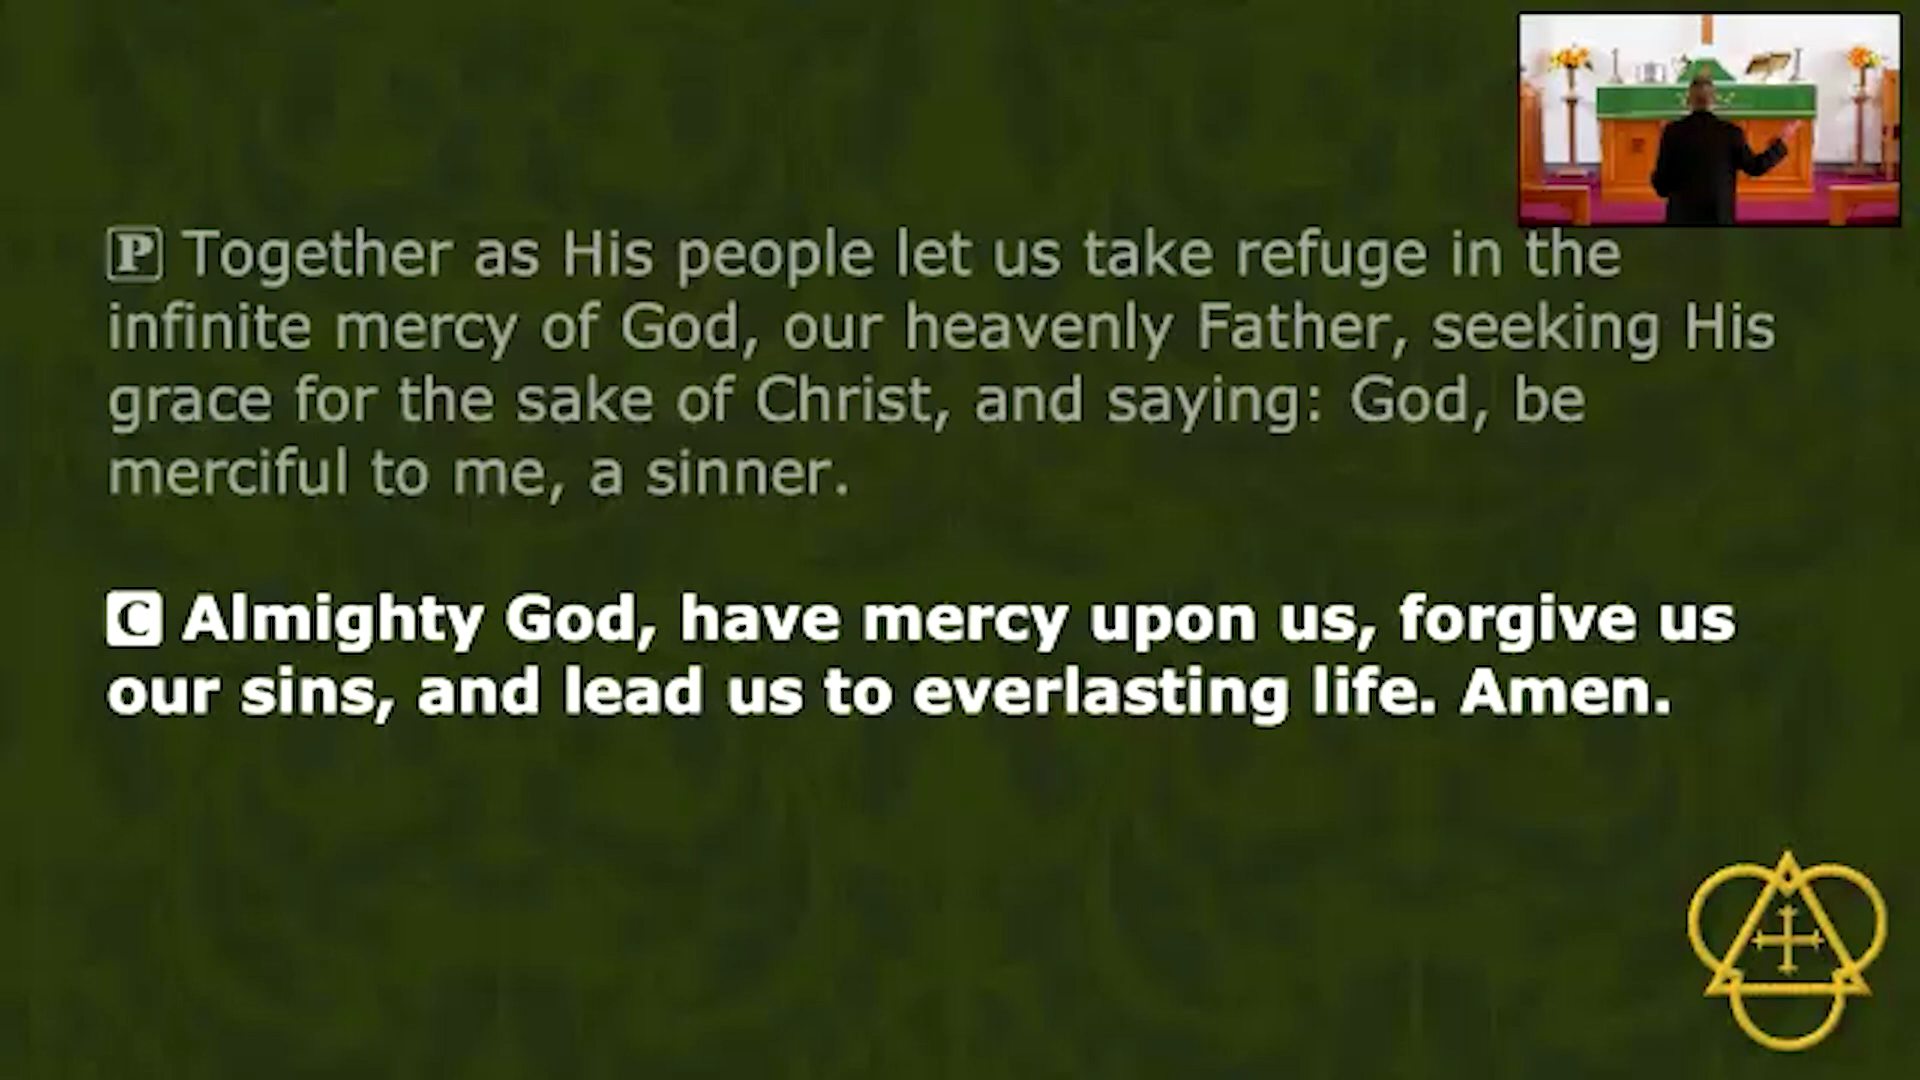 P Together as His people let us take refuge in the
infinite mercy of God, our heavenly Father, seeking His
grace for the sake of Christ, and saying: God, be
merciful to me, a sinner.
C Almighty God, have mercy upon us, forgive us
our sins, and lead us to everlasting life. Amen.